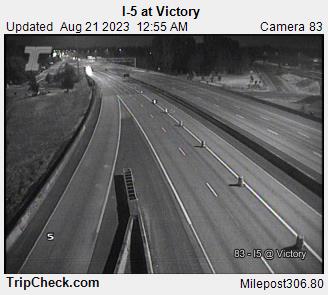 I-5 at Victory
Updated Aug 21 2023 12:55 AM Camera 83
S
83 - I5 @ Victory
TripCheck.com Milepost306.80